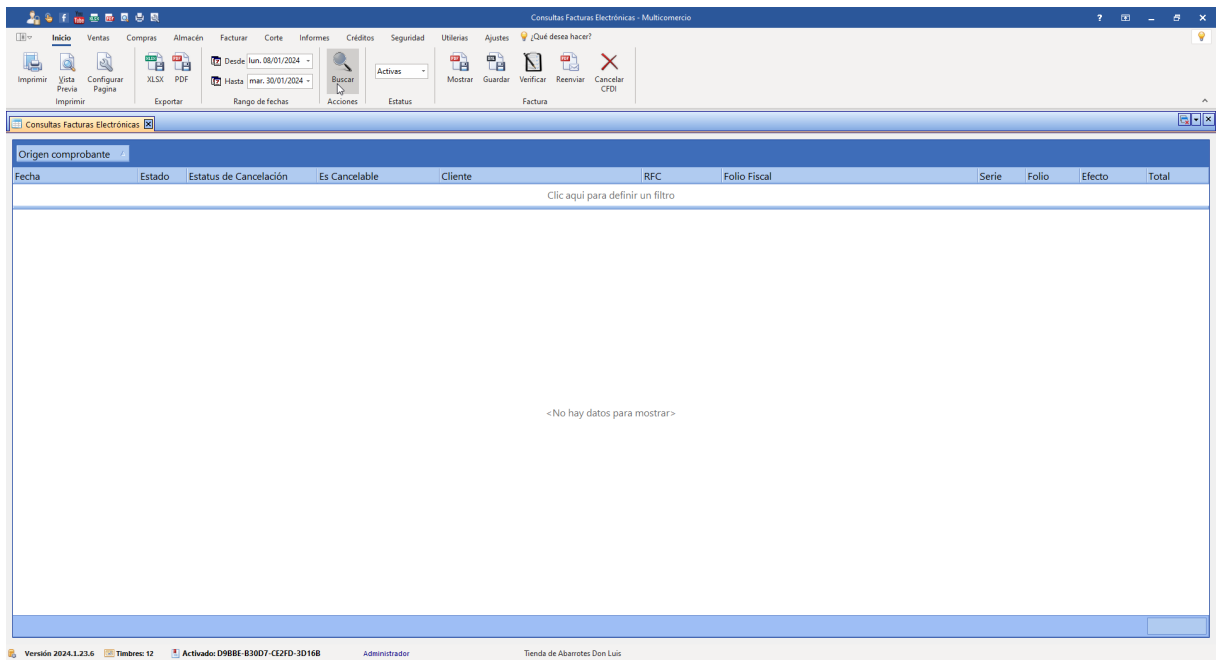 Consultas Facturas Electrónicas - Multicomercio
Inicio Ventas Compras Almacén Facturar Corte Informes Créditos Seguridad Utilerias Ajustes ¿Qué desea hacer?
Imprimir
Vista Previa
Configurar Pagina
XLSX
PDF
Desde lun. 08/01/2024
Hasta mar. 30/01/2024
Buscar
Activas
Mostrar
Guardar
Verificar
Reenviar
Cancelar CFDI
Imprimir Exportar Rango de fechas Acciones Estatus Factura
Consultas Facturas Electrónicas
Origen comprobante
Fecha Estado Estatus de Cancelación Es Cancelable Cliente RFC Folio Fiscal Serie Folio Efecto Total
Clic aqui para definir un filtro
<No hay datos para mostrar>
Versión 2024.1.23.6 Timbres: 12 Activado: D9BBE-B30D7-CE2FD-3D16B Administrador Tienda de Abarrotes Don Luis